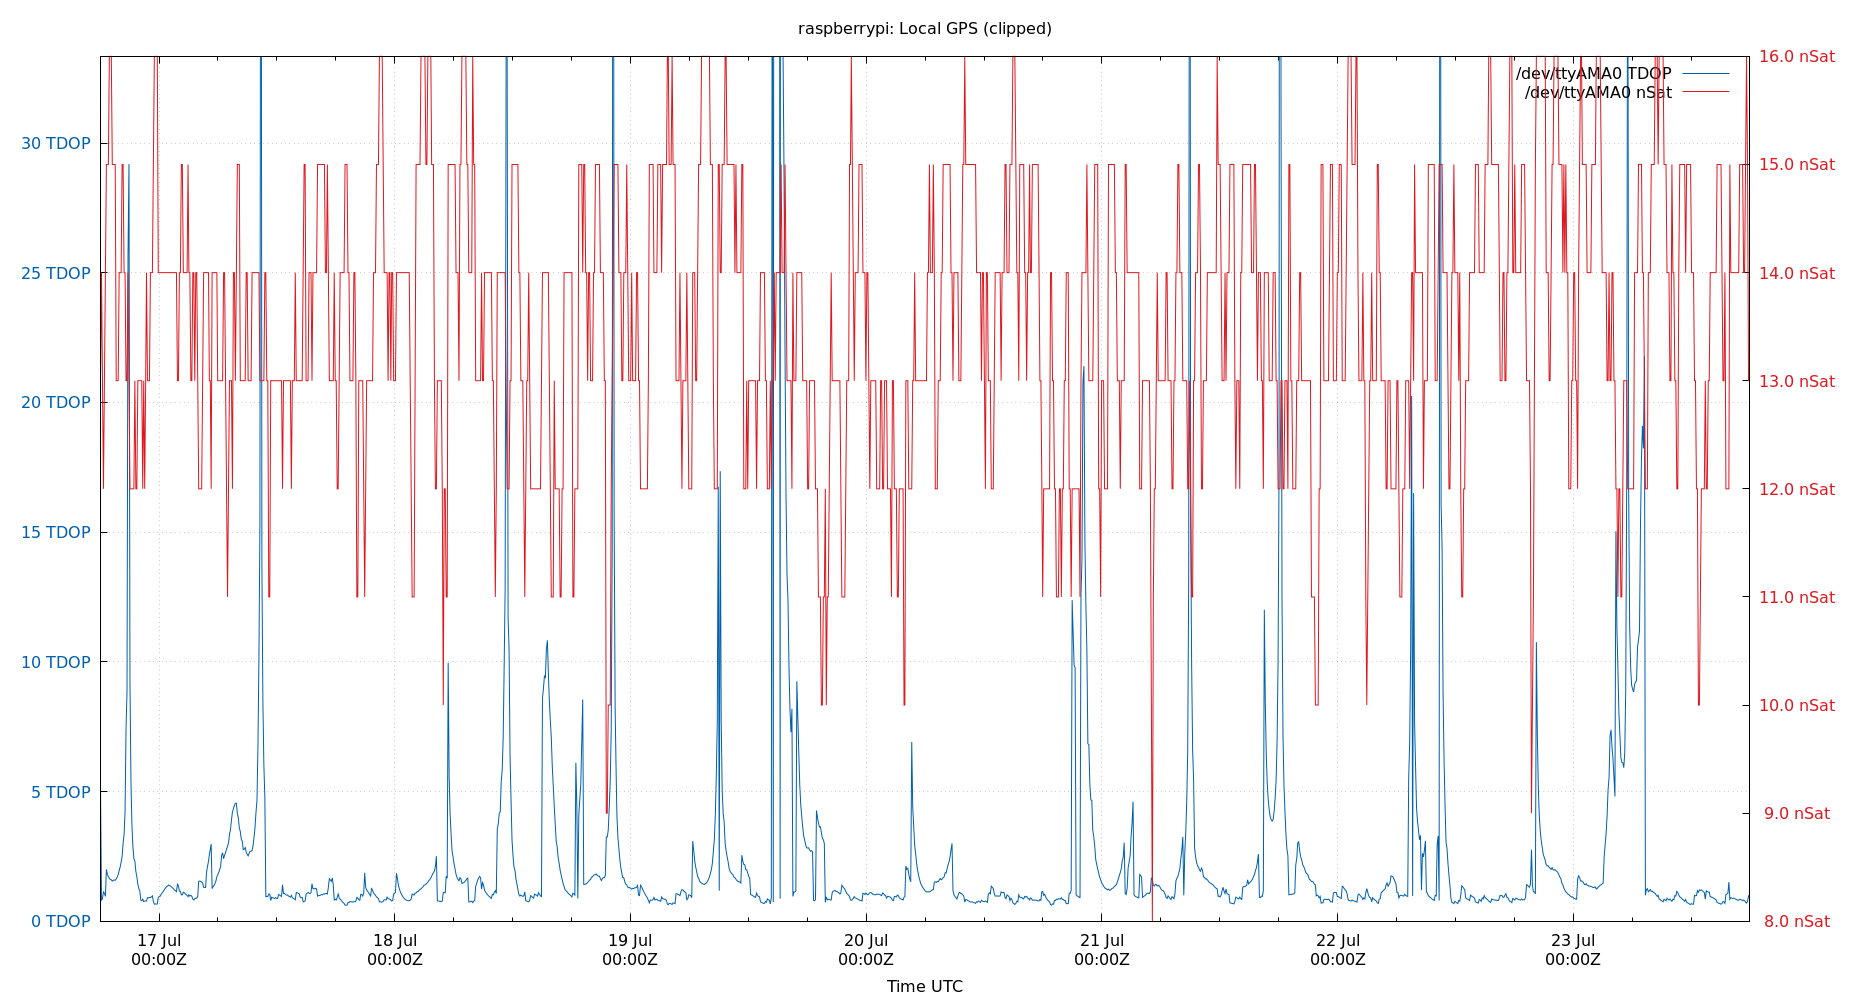 raspberrypi: Local GPS (clipped)
16.0 nSat
/dev/ttyAMA0 TDOP
/dev/ttyAMA0 nSat
30 TDOP
15.0 nSat
25 TDOP
14.0 nSat
13.0 nSat
20 TDOP
12.0 nSat
15 TDOP
11.0 nSat
10 TDOP
10.0 nSat
5 TDOP
9.0 nSat
0 TDOP
8.0 nSat
17 Jul 18 Jul 19 Jul 20 Jul 21 Jul 22 Jul 23 Jul
00:00Z 00:00Z 00:00Z 00:00Z 00:00Z 00:00Z 00:00Z
Time UTC